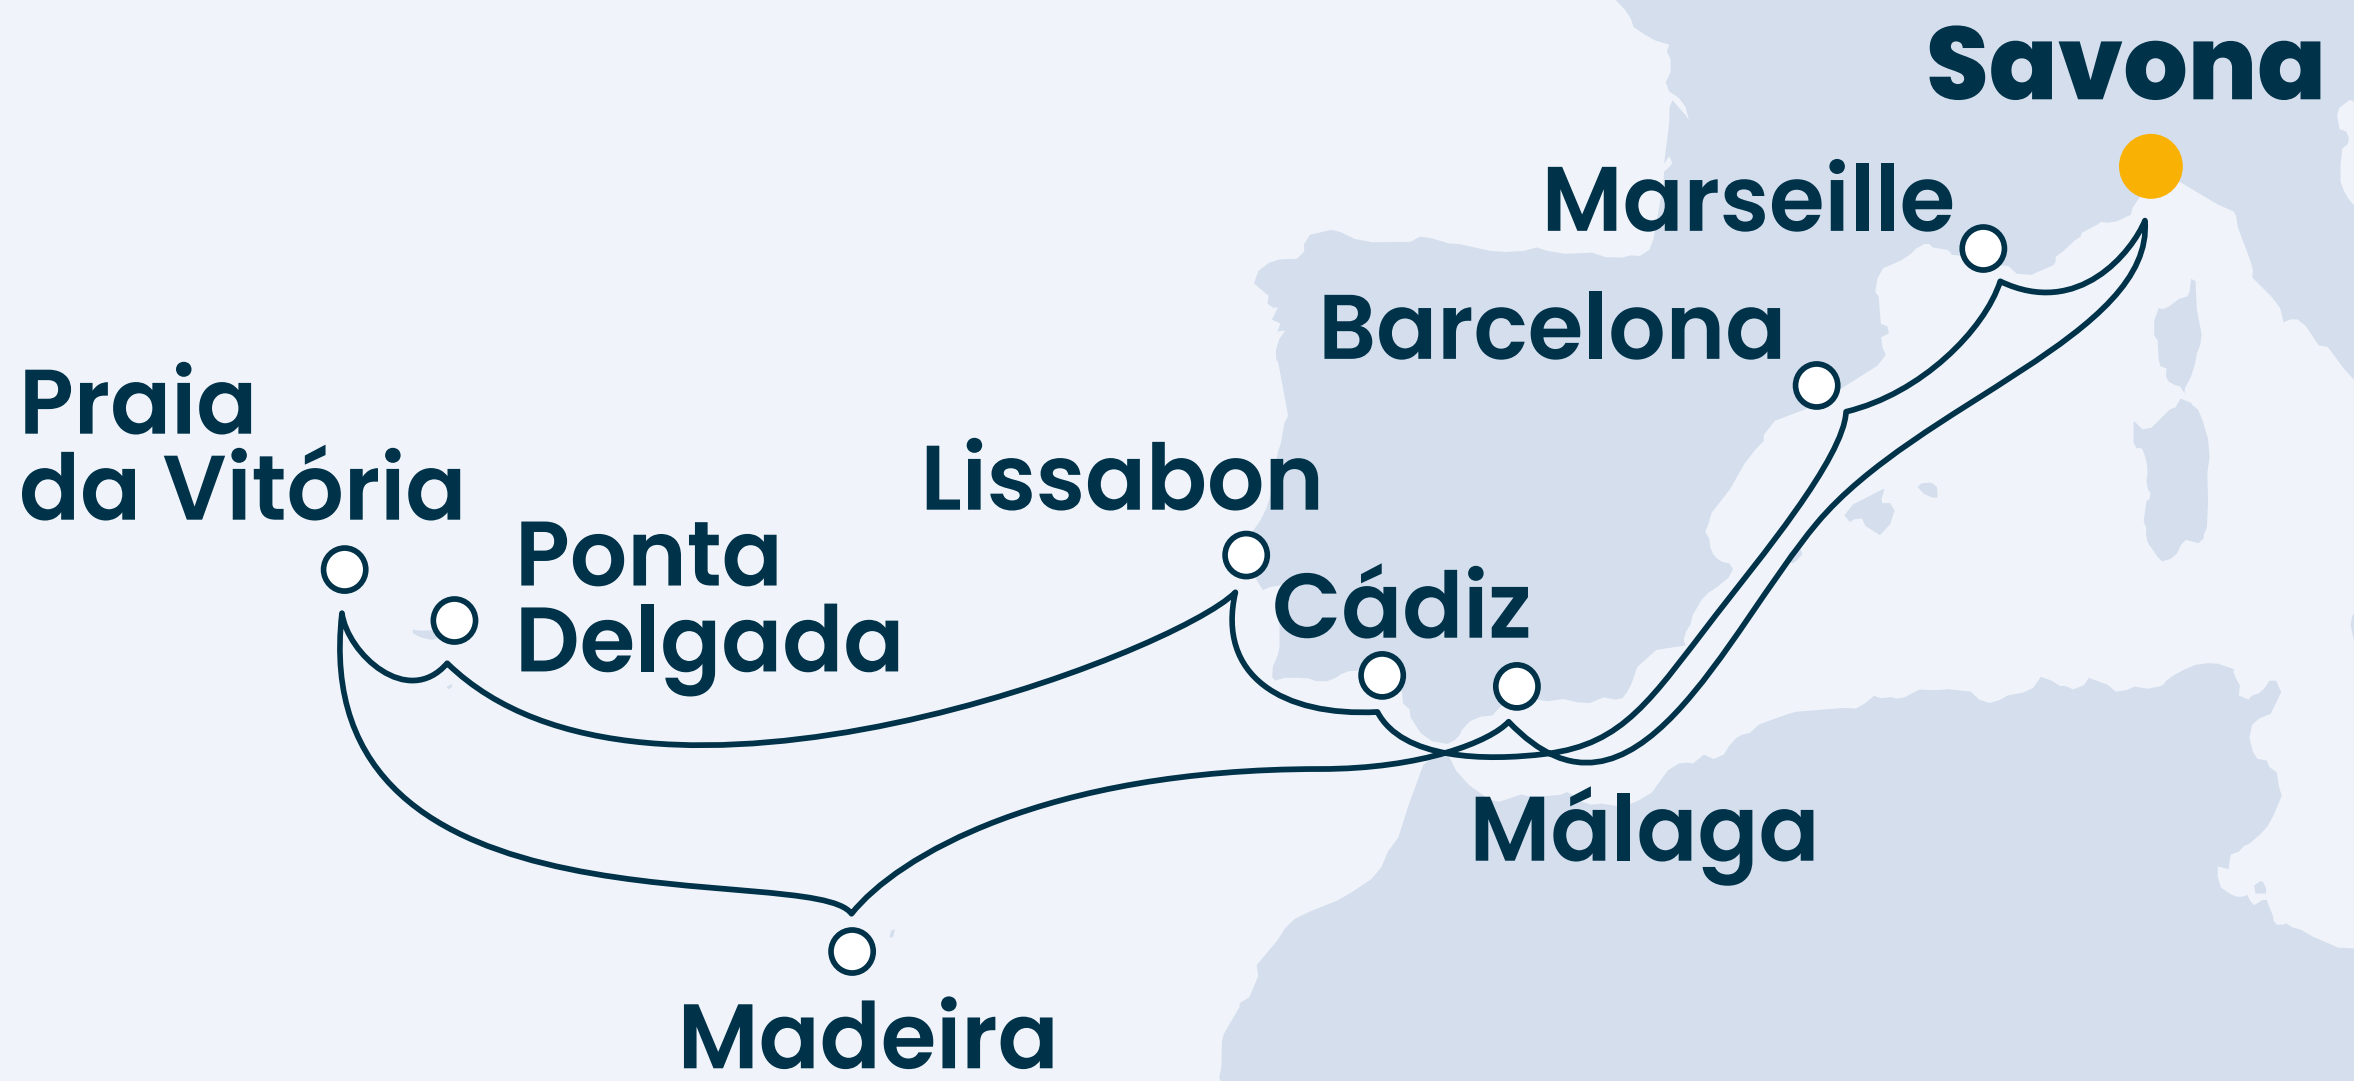 Savona
Marseille
Barcelona
Praia
da Vitória
Lissabon
Ponta
Delgada
Cádiz
Málaga
Madeira